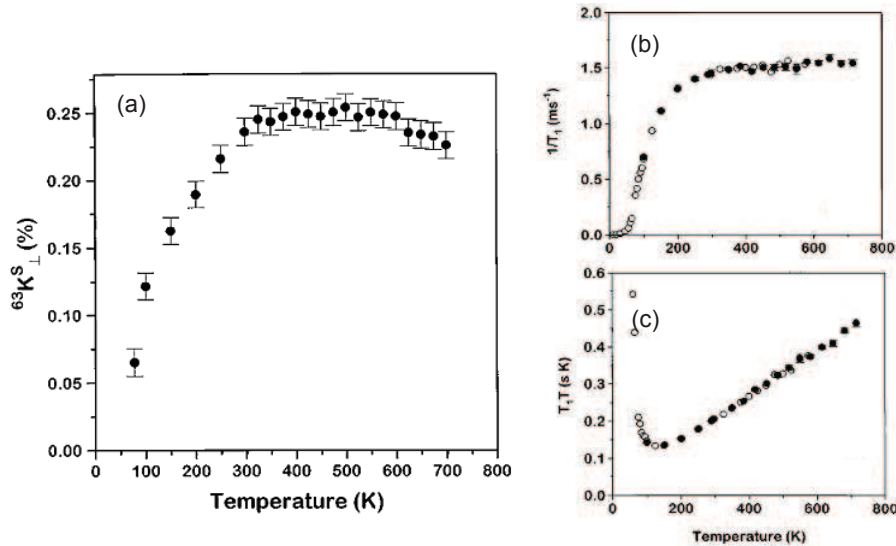 (a)
0.25
0.20
0.15
0.10
0.05
0.00
⁶³K^S_⊥ (%)
0 100 200 300 400 500 600 700 800
Temperature (K)
(b)
2.0
1.5
1.0
0.5
0.0
1/T₁ (ms⁻¹)
0 200 400 600 800
(c)
0.6
0.5
0.4
0.3
0.2
0.1
0.0
T₁T (s K)
0 200 400 600 800
Temperature (K)